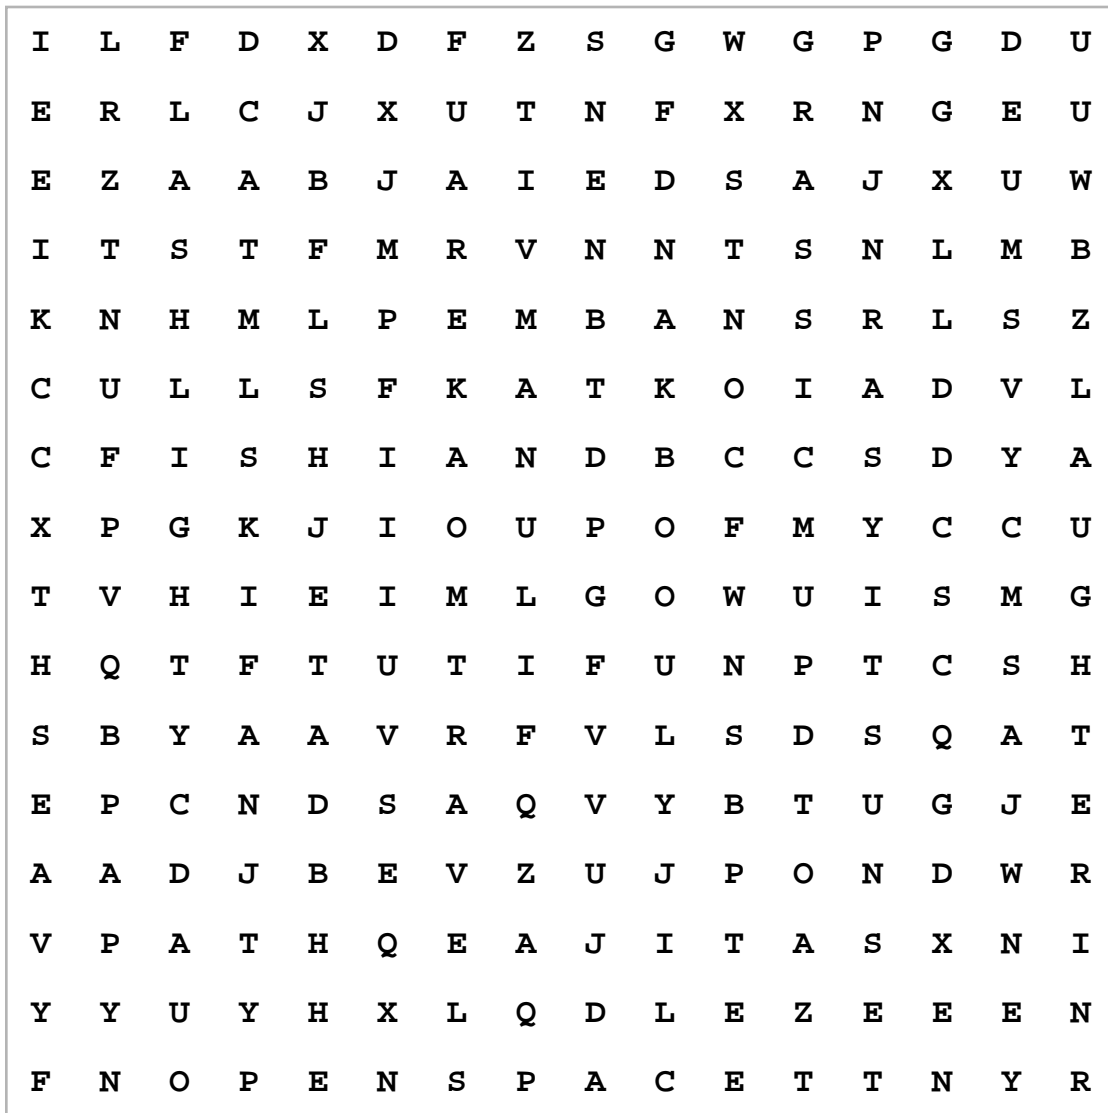 I L F D X D F Z S G W G P G D U
E R L C J X U T N F X R N G E U
E Z A A B J A I E D S A J X U W
I T S T F M R V N N T S N L M B
K N H M L P E M B A N S R L S Z
C U L L S F K A T K O I A D V L
C F I S H I A N D B C C S D Y A
X P G K J I O U P O F M Y C C U
T V H I E I M L G O W U I S M G
H Q T F T U T I F U N P T C S H
S B Y A A V R F V L S D S Q A T
E P C N D S A Q V Y B T U G J E
A A D J B E V Z U J P O N D W R
V P A T H Q E A J I T A S X N I
Y Y U Y H X L Q D L E Z E E E N
F N O P E N S P A C E T T N Y R